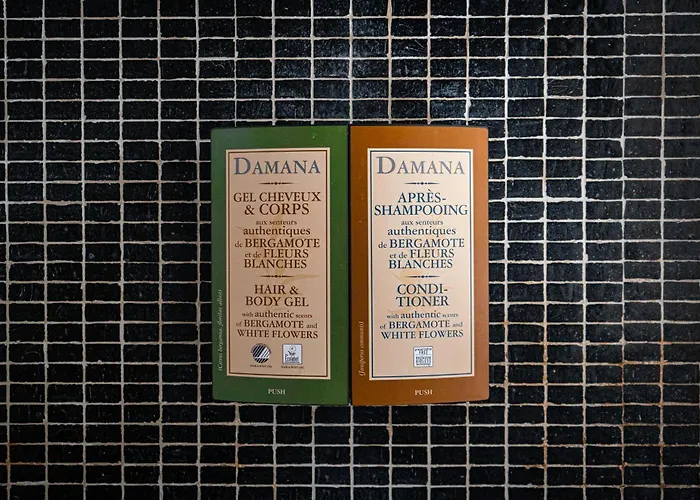 DAMANA
GEL CHEVEUX
& CORPS
aux senteurs
authentiques
de BERGAMOTE
et de FLEURS
BLANCHES
HAIR &
BODY GEL
with authentic scents
of BERGAMOTE and
WHITE FLOWERS
PUSH
DAMANA
APRÈS-
SHAMPOOING
aux senteurs
authentiques
de BERGAMOTE
et de FLEURS
BLANCHES
CONDI-
TIONER
with authentic scents
of BERGAMOTE and
WHITE FLOWERS
PUSH